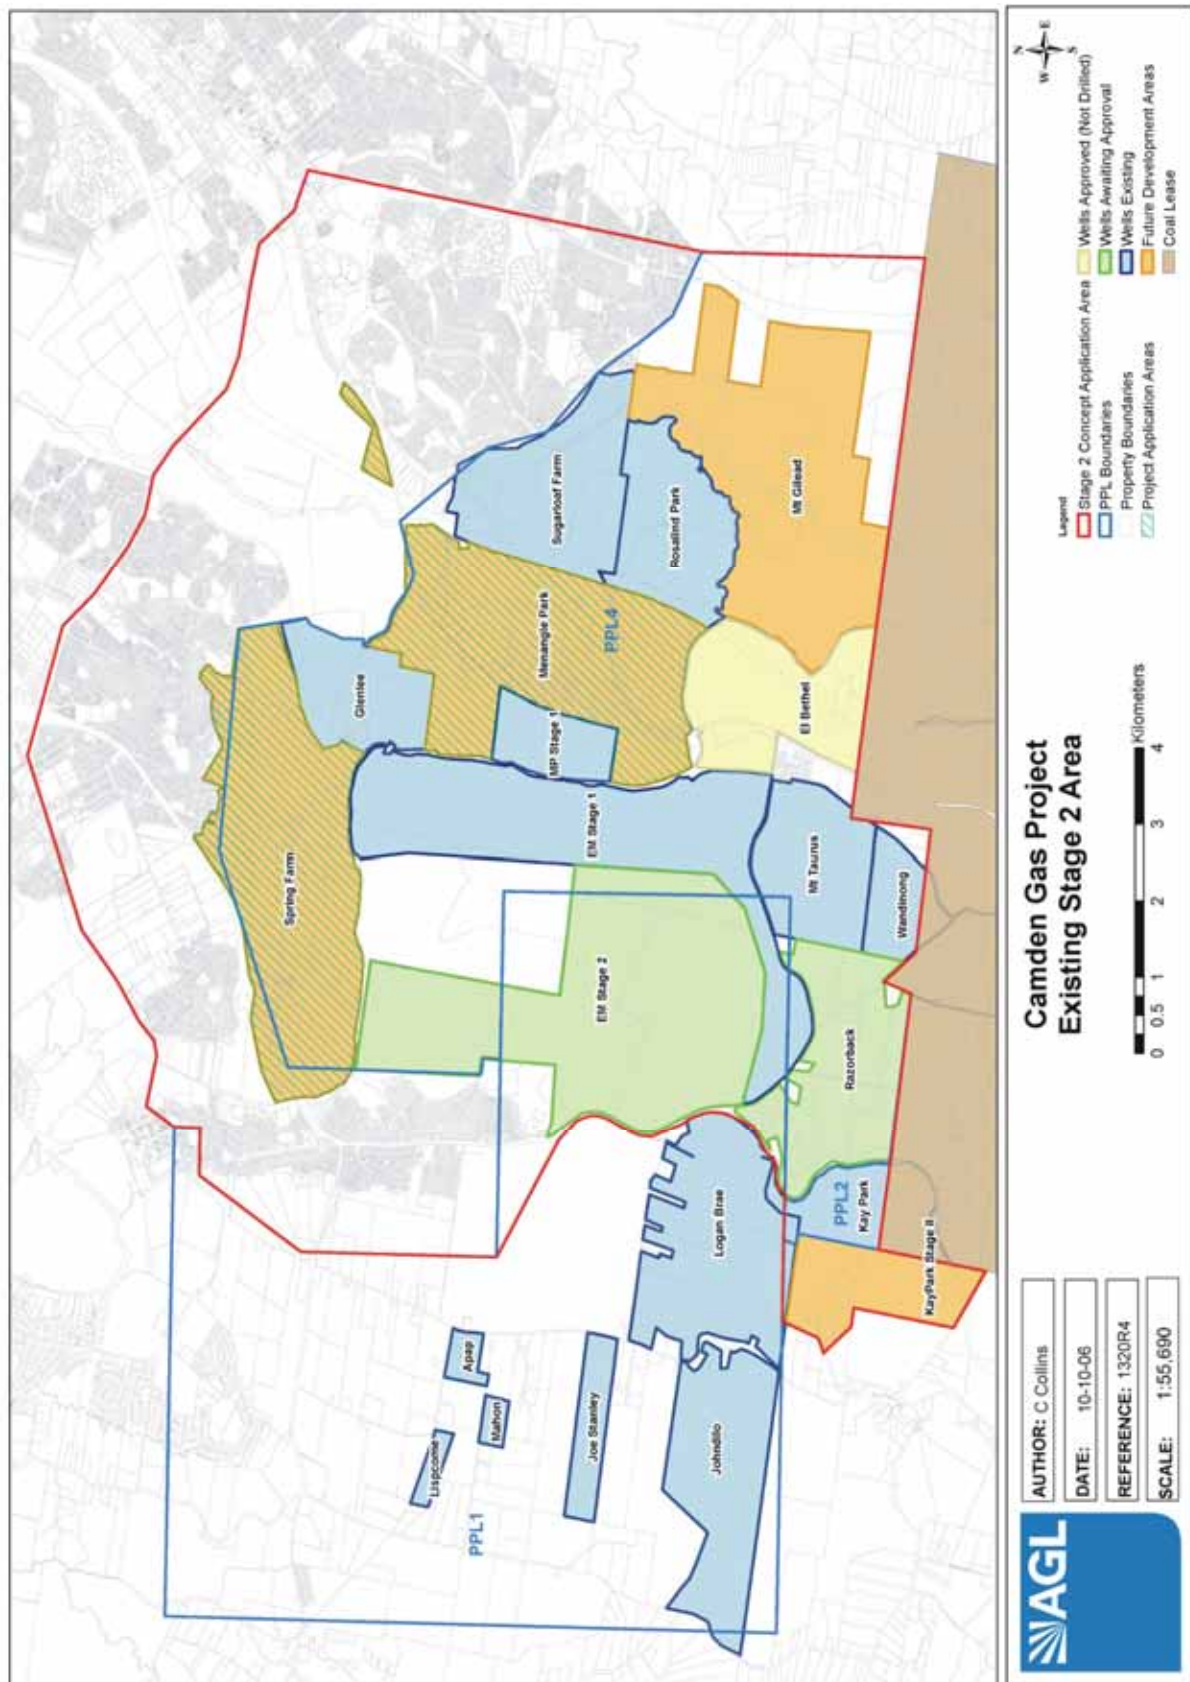 Spring Farm
Glenlee
Menangle Park
MP Stage 1
EM Stage 1
Sugarloaf Farm
Rosalind Park
PPL4
Mt Gilead
El Bethel
EM Stage 2
Mt Taurus
Wandinong
Razorback
Logan Brae
PPL2
Kay Park
KayPark Stage II
Apap
Mahon
Lispcome
Joe Stanley
PPL1
Johndilo
AGL
AUTHOR: C Collins
DATE: 10-10-06
REFERENCE: 1320R4
SCALE: 1:55,690
Camden Gas Project
Existing Stage 2 Area
0 0.5 1 2 3 4
Kilometers
Legend
Stage 2 Concept Application Area
PPL Boundaries
Property Boundaries
Project Application Areas
Wells Approved (Not Drilled)
Wells Awaiting Approval
Wells Existing
Future Development Areas
Coal Lease
N
E
S
W